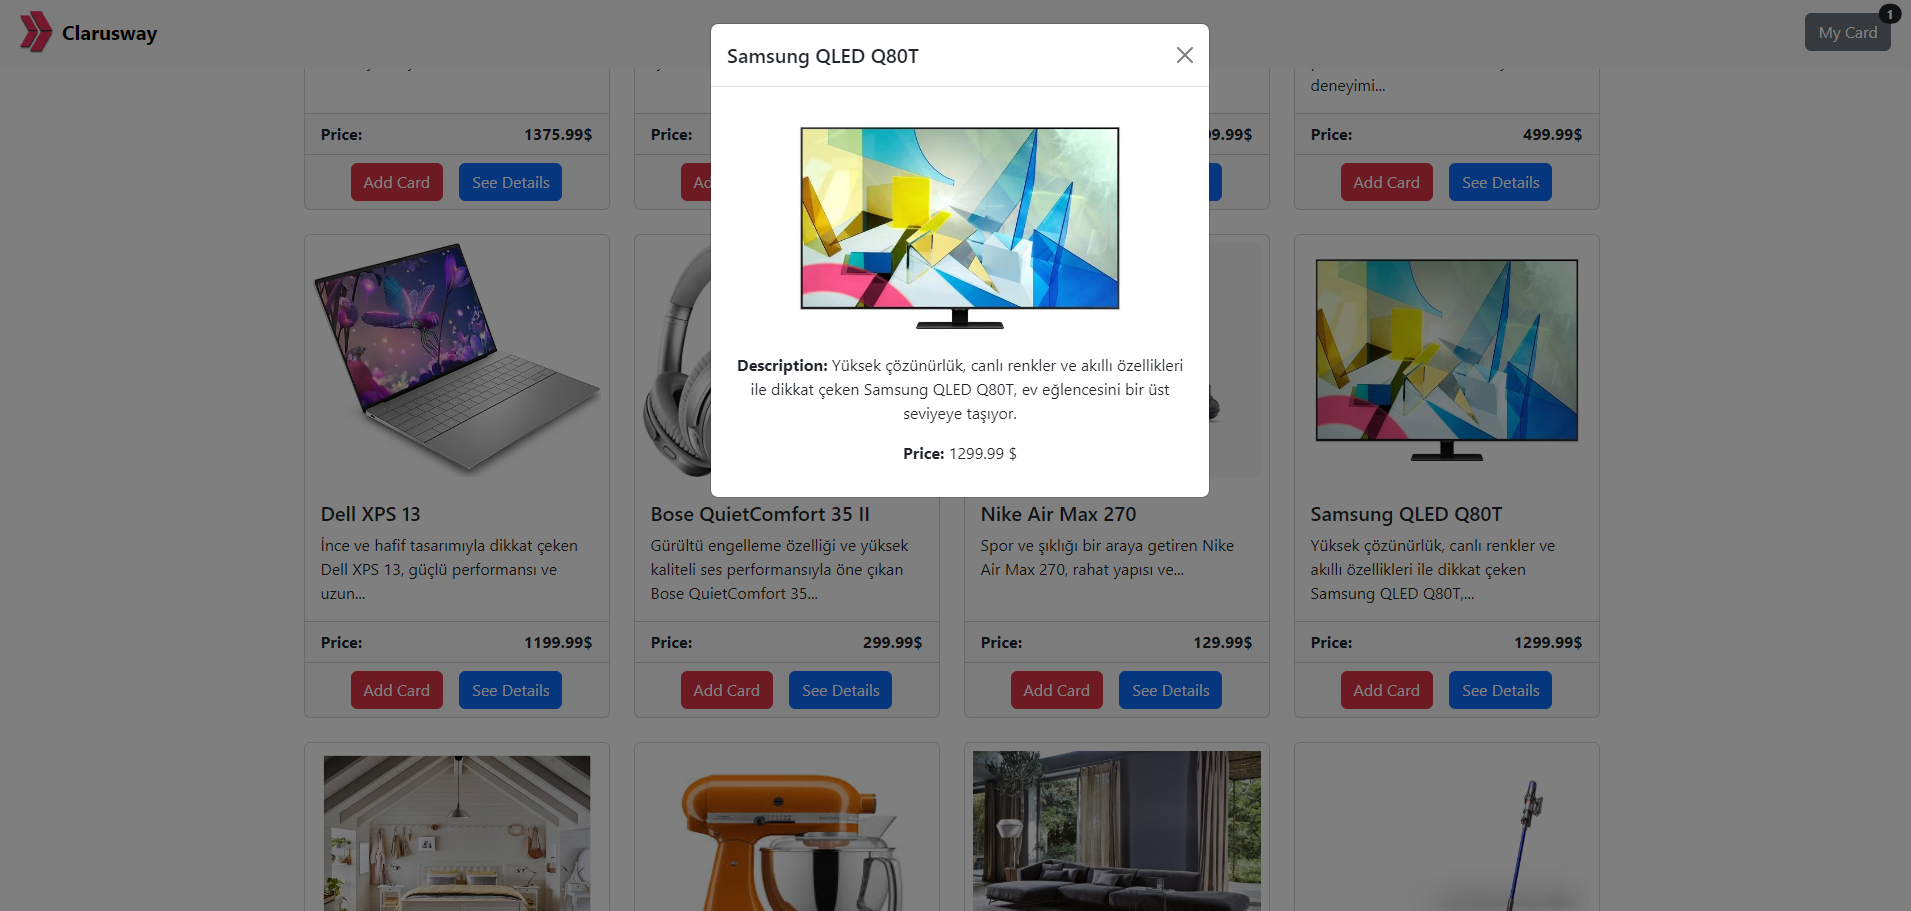 Clarusway
My Card
1
Samsung QLED Q80T
Description: Yüksek çözünürlük, canlı renkler ve akıllı özellikleri
ile dikkat çeken Samsung QLED Q80T, ev eğlencesini bir üst
seviyeye taşıyor.
Price: 1299.99 $
deneyimi...
Price: 1375.99$
Price:
Price: 499.99$
Add Card See Details
Add Card See Details
Dell XPS 13
İnce ve hafif tasarımıyla dikkat çeken
Dell XPS 13, güçlü performansı ve
uzun...
Price: 1199.99$
Add Card See Details
Bose QuietComfort 35 II
Gürültü engelleme özelliği ve yüksek
kaliteli ses performansıyla öne çıkan
Bose QuietComfort 35...
Price: 299.99$
Add Card See Details
Nike Air Max 270
Spor ve şıklığı bir araya getiren Nike
Air Max 270, rahat yapısı ve...
Price: 129.99$
Add Card See Details
Samsung QLED Q80T
Yüksek çözünürlük, canlı renkler ve
akıllı özellikleri ile dikkat çeken
Samsung QLED Q80T,...
Price: 1299.99$
Add Card See Details